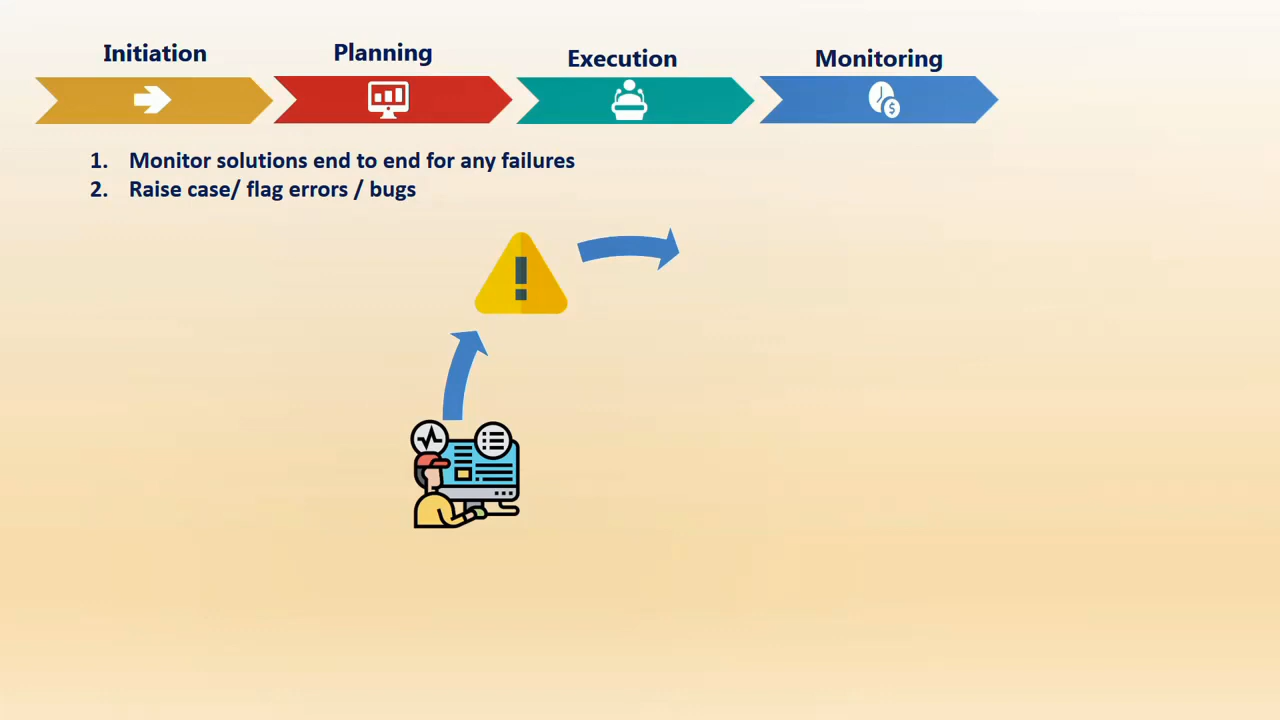 Initiation
Planning
Execution
Monitoring
1. Monitor solutions end to end for any failures
2. Raise case/ flag errors / bugs